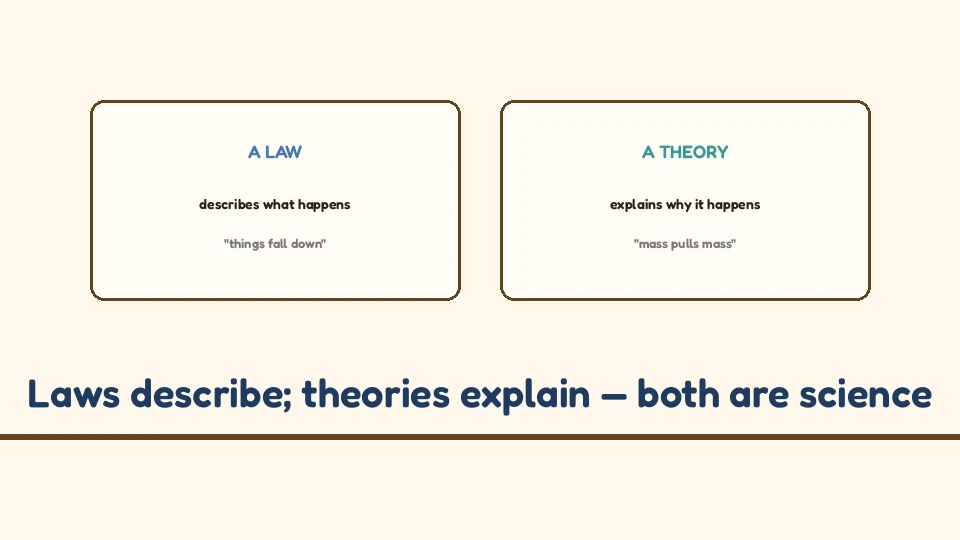 A LAW
describes what happens
"things fall down"
A THEORY
explains why it happens
"mass pulls mass"
Laws describe; theories explain — both are science